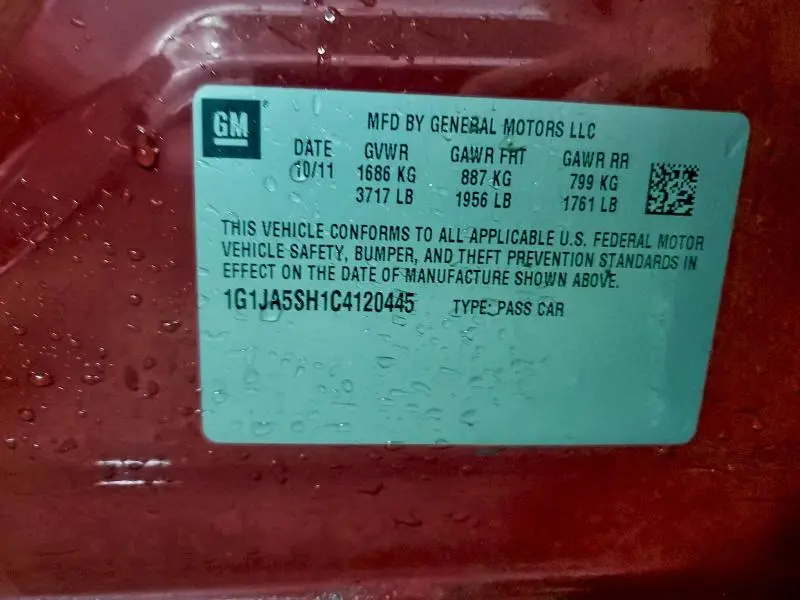 GM
MFD BY GENERAL MOTORS LLC
DATE GVWR GAWR FRT GAWR RR
10/11 1686 KG 887 KG 799 KG
3717 LB 1956 LB 1761 LB
THIS VEHICLE CONFORMS TO ALL APPLICABLE U.S. FEDERAL MOTOR
VEHICLE SAFETY, BUMPER, AND THEFT PREVENTION STANDARDS IN
EFFECT ON THE DATE OF MANUFACTURE SHOWN ABOVE.
1G1JA5SH1C4120445 TYPE: PASS CAR